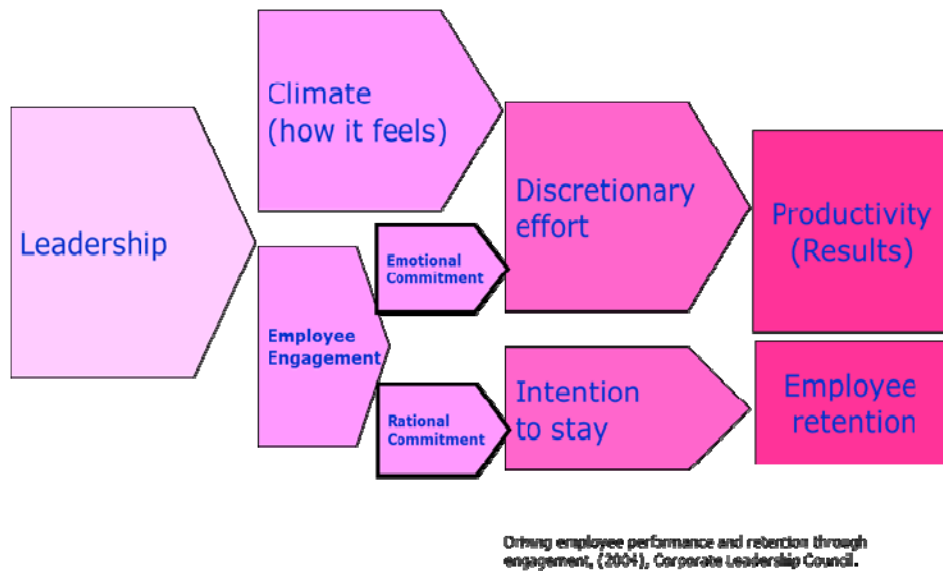 Leadership
Climate
(how it feels)
Employee
Engagement
Emotional
Commitment
Rational
Commitment
Discretionary
effort
Intention
to stay
Productivity
(Results)
Employee
retention
Driving employee performance and retention through
engagement, (2004), Corporate Leadership Council.